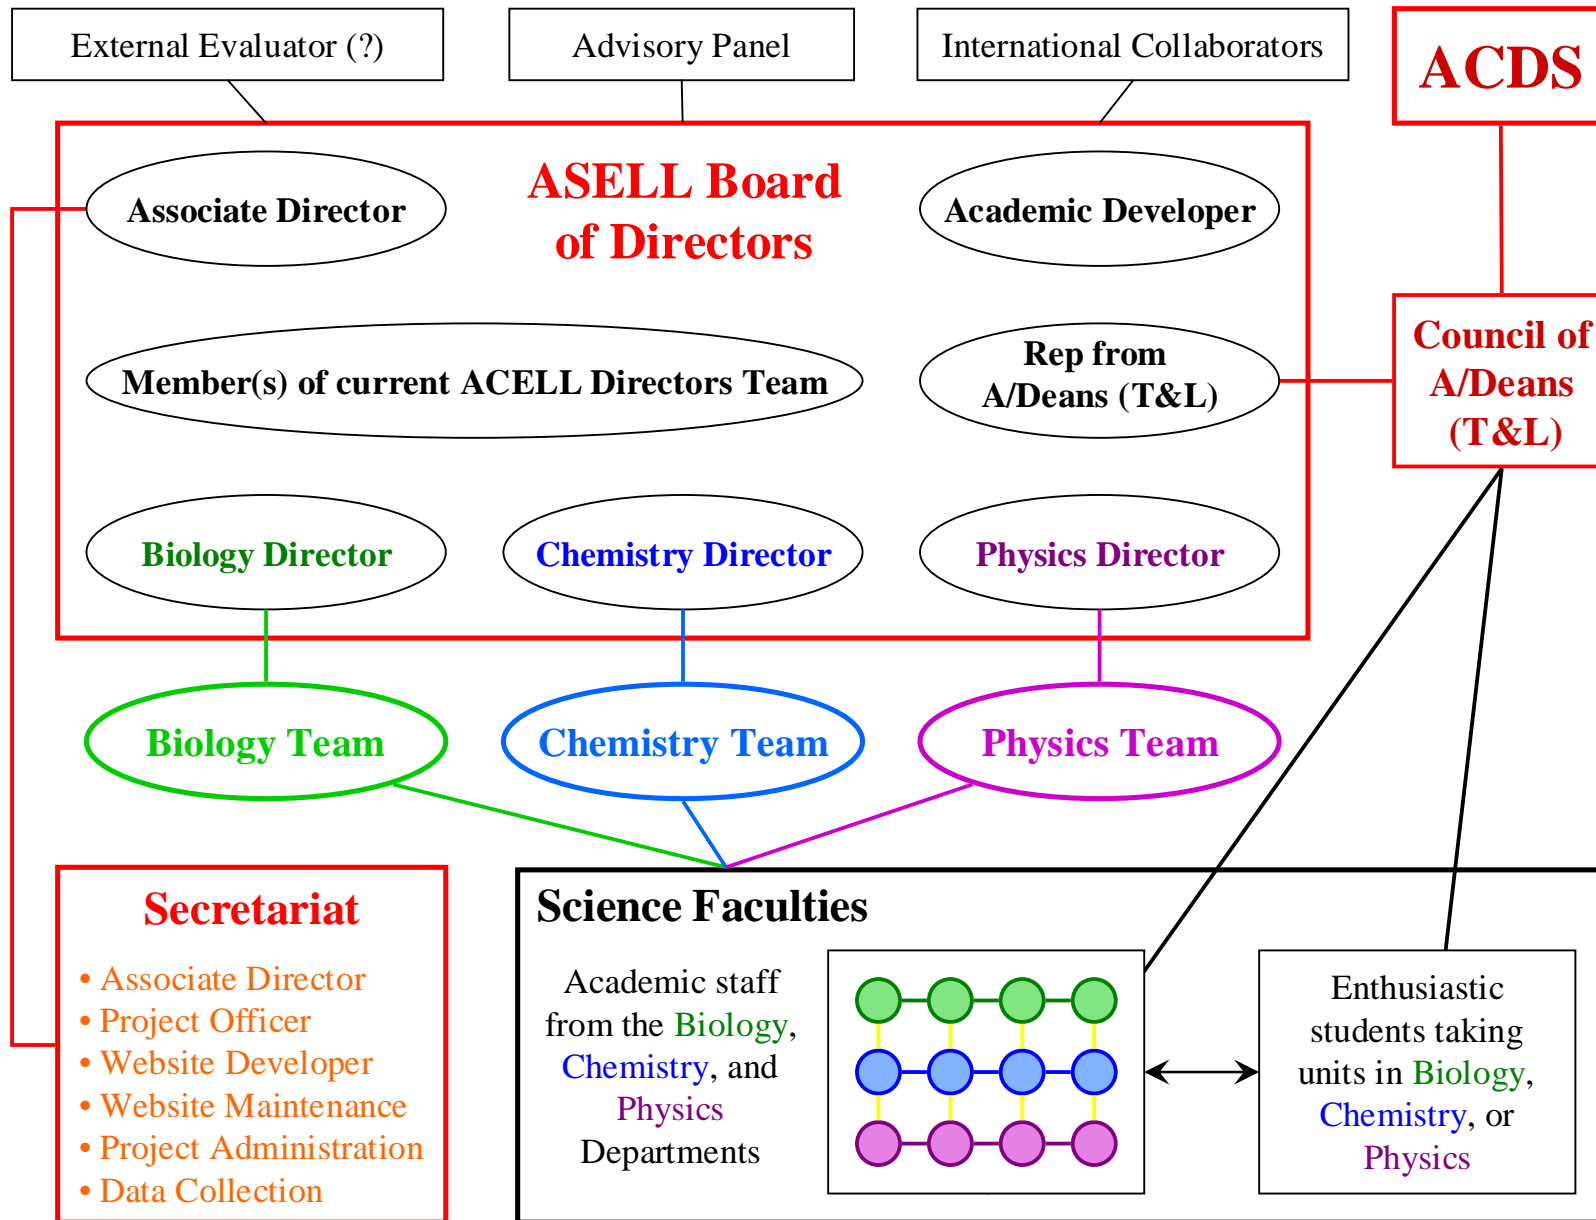 External Evaluator (?)
Advisory Panel
International Collaborators
ACDS
ASELL Board
of Directors
Associate Director
Academic Developer
Member(s) of current ACELL Directors Team
Rep from
A/Deans (T&L)
Council of
A/Deans
(T&L)
Biology Director
Chemistry Director
Physics Director
Biology Team
Chemistry Team
Physics Team
Secretariat
• Associate Director
• Project Officer
• Website Developer
• Website Maintenance
• Project Administration
• Data Collection
Science Faculties
Academic staff
from the Biology,
Chemistry, and
Physics
Departments
Enthusiastic
students taking
units in Biology,
Chemistry, or
Physics